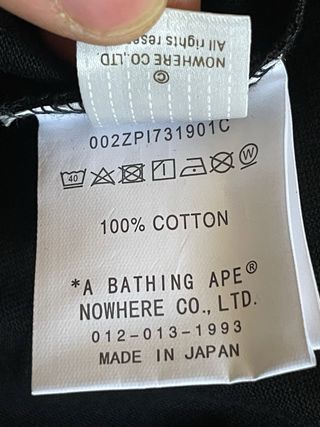 © 
NOWHERE CO.,LTD
All rights rese
002ZPI731901C
40 W
100% COTTON
*A BATHING APE®
NOWHERE CO., LTD.
012-013-1993
MADE IN JAPAN